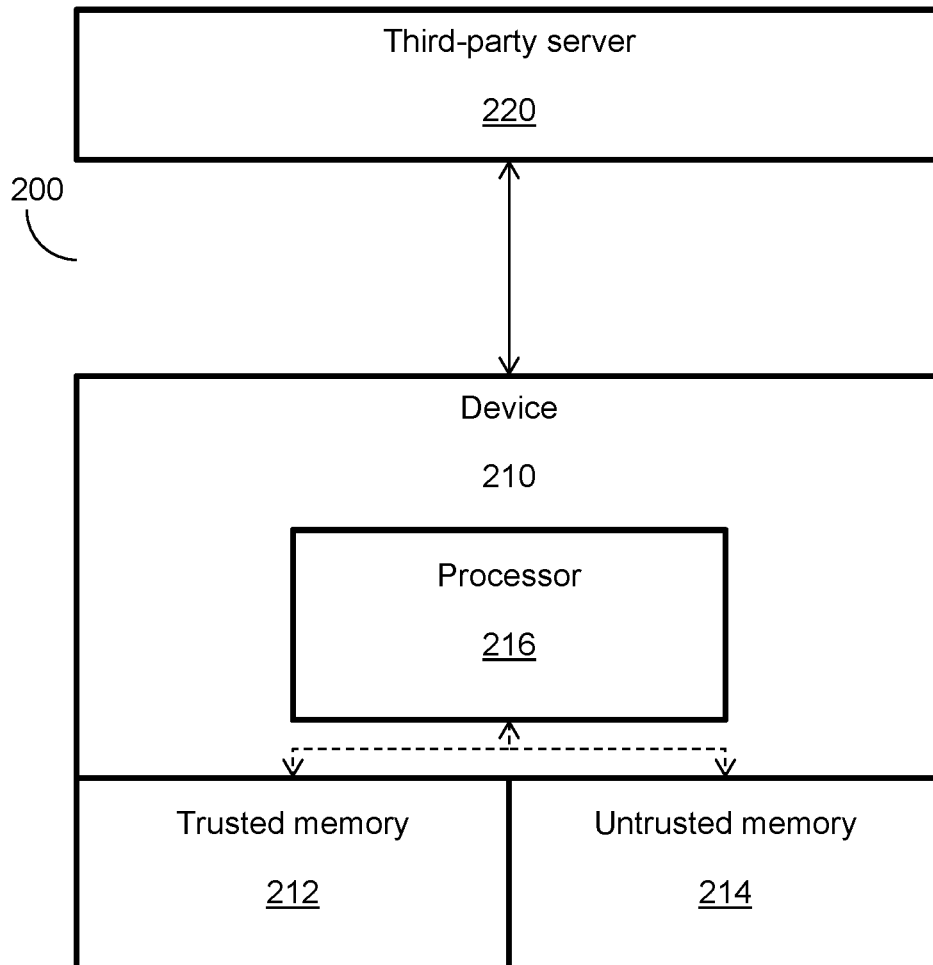 Third-party server
220
200
Device
210
Processor
216
Trusted memory
212
Untrusted memory
214